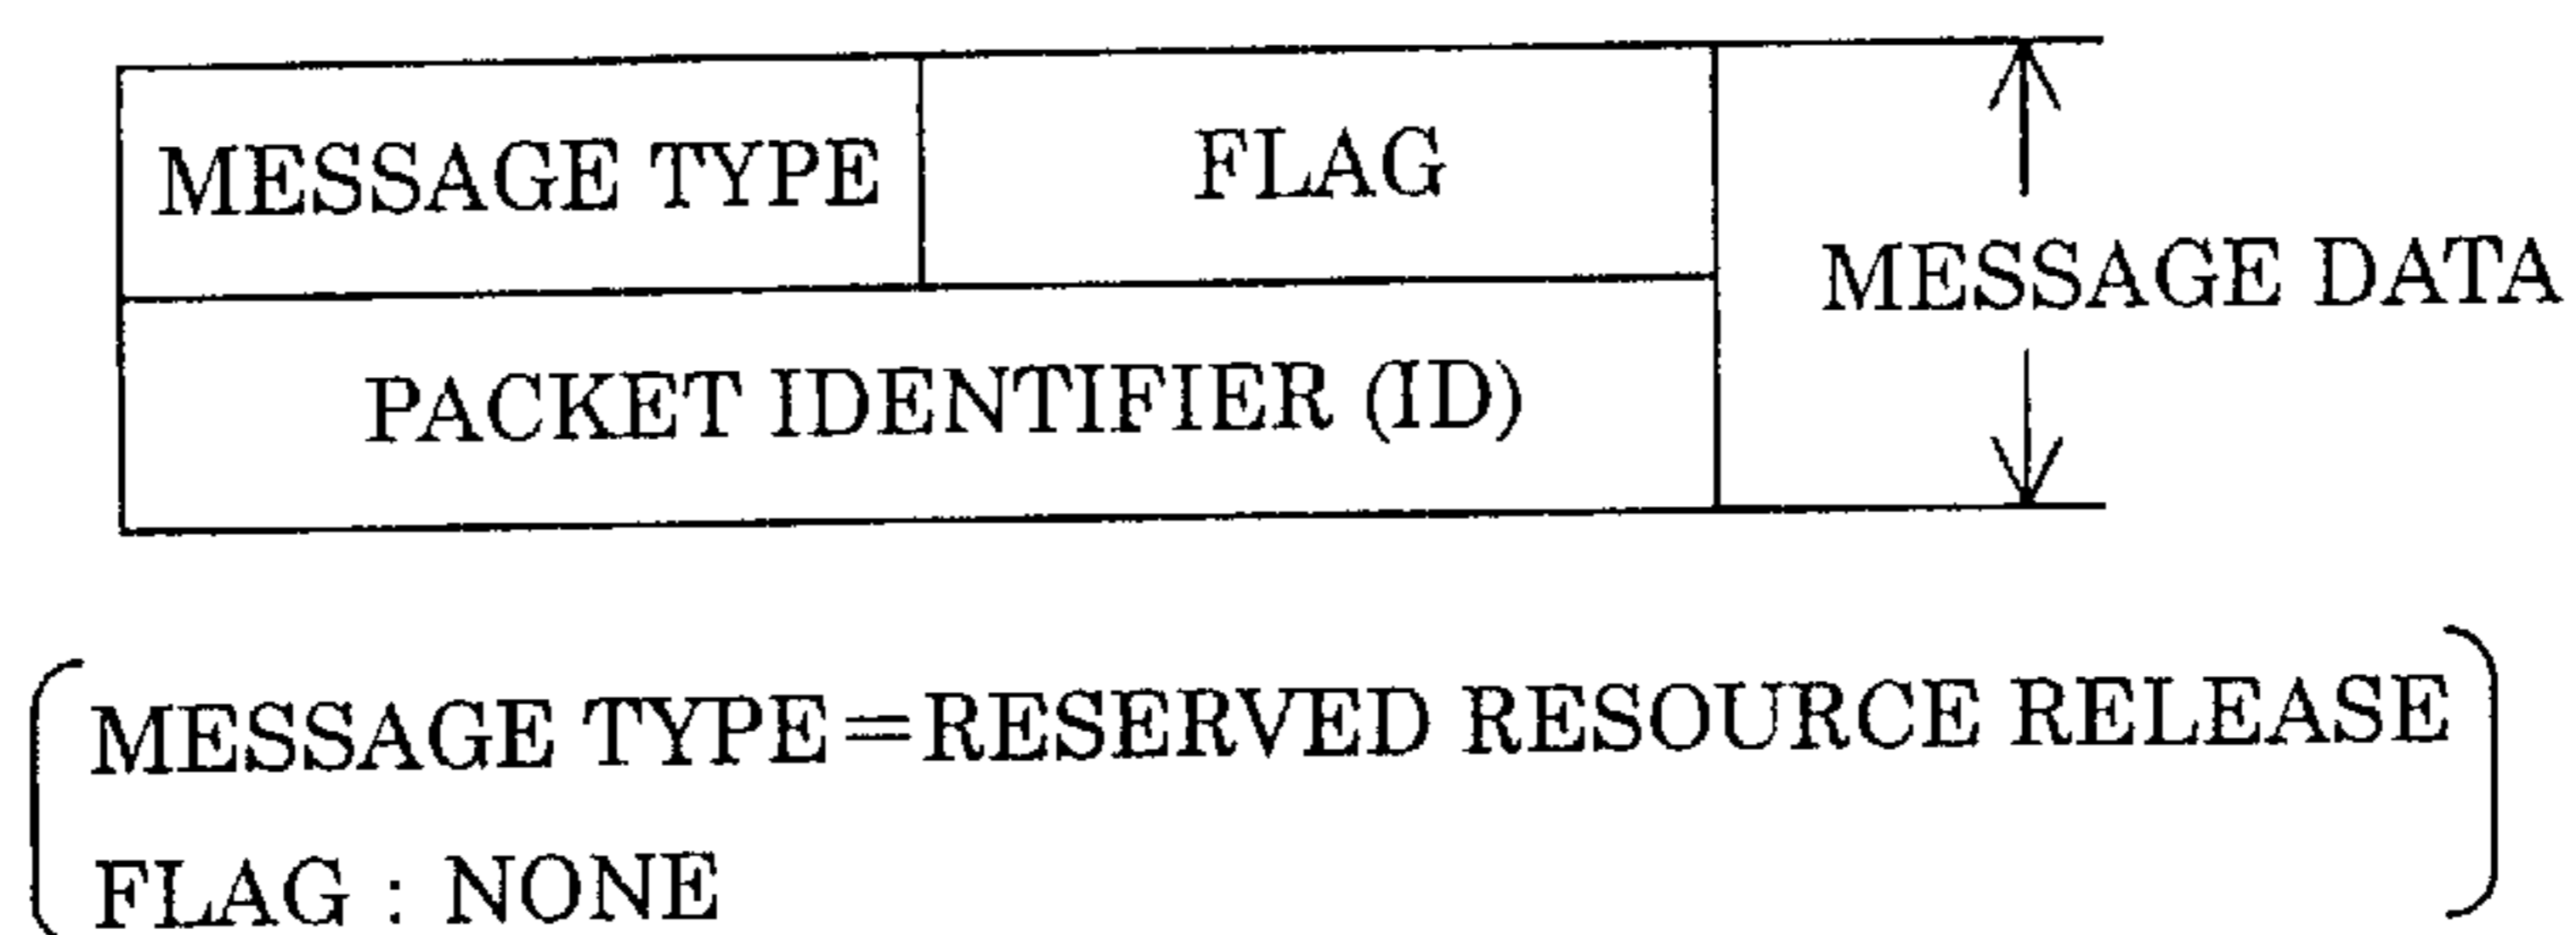 MESSAGE TYPE FLAG
MESSAGE DATA
PACKET IDENTIFIER (ID)
MESSAGE TYPE=RESERVED RESOURCE RELEASE
FLAG : NONE